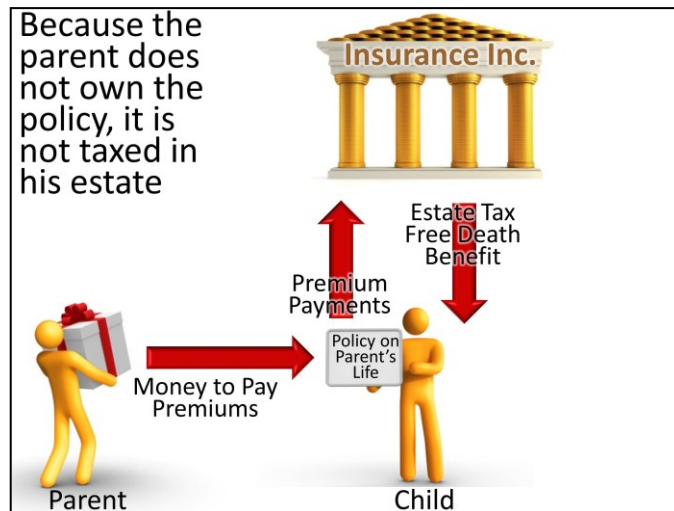 Because the
parent does
not own the
policy, it is
not taxed in
his estate
Insurance Inc.
Estate Tax
Free Death
Benefit
Premium
Payments
Policy on
Parent's
Life
Money to Pay
Premiums
Parent
Child